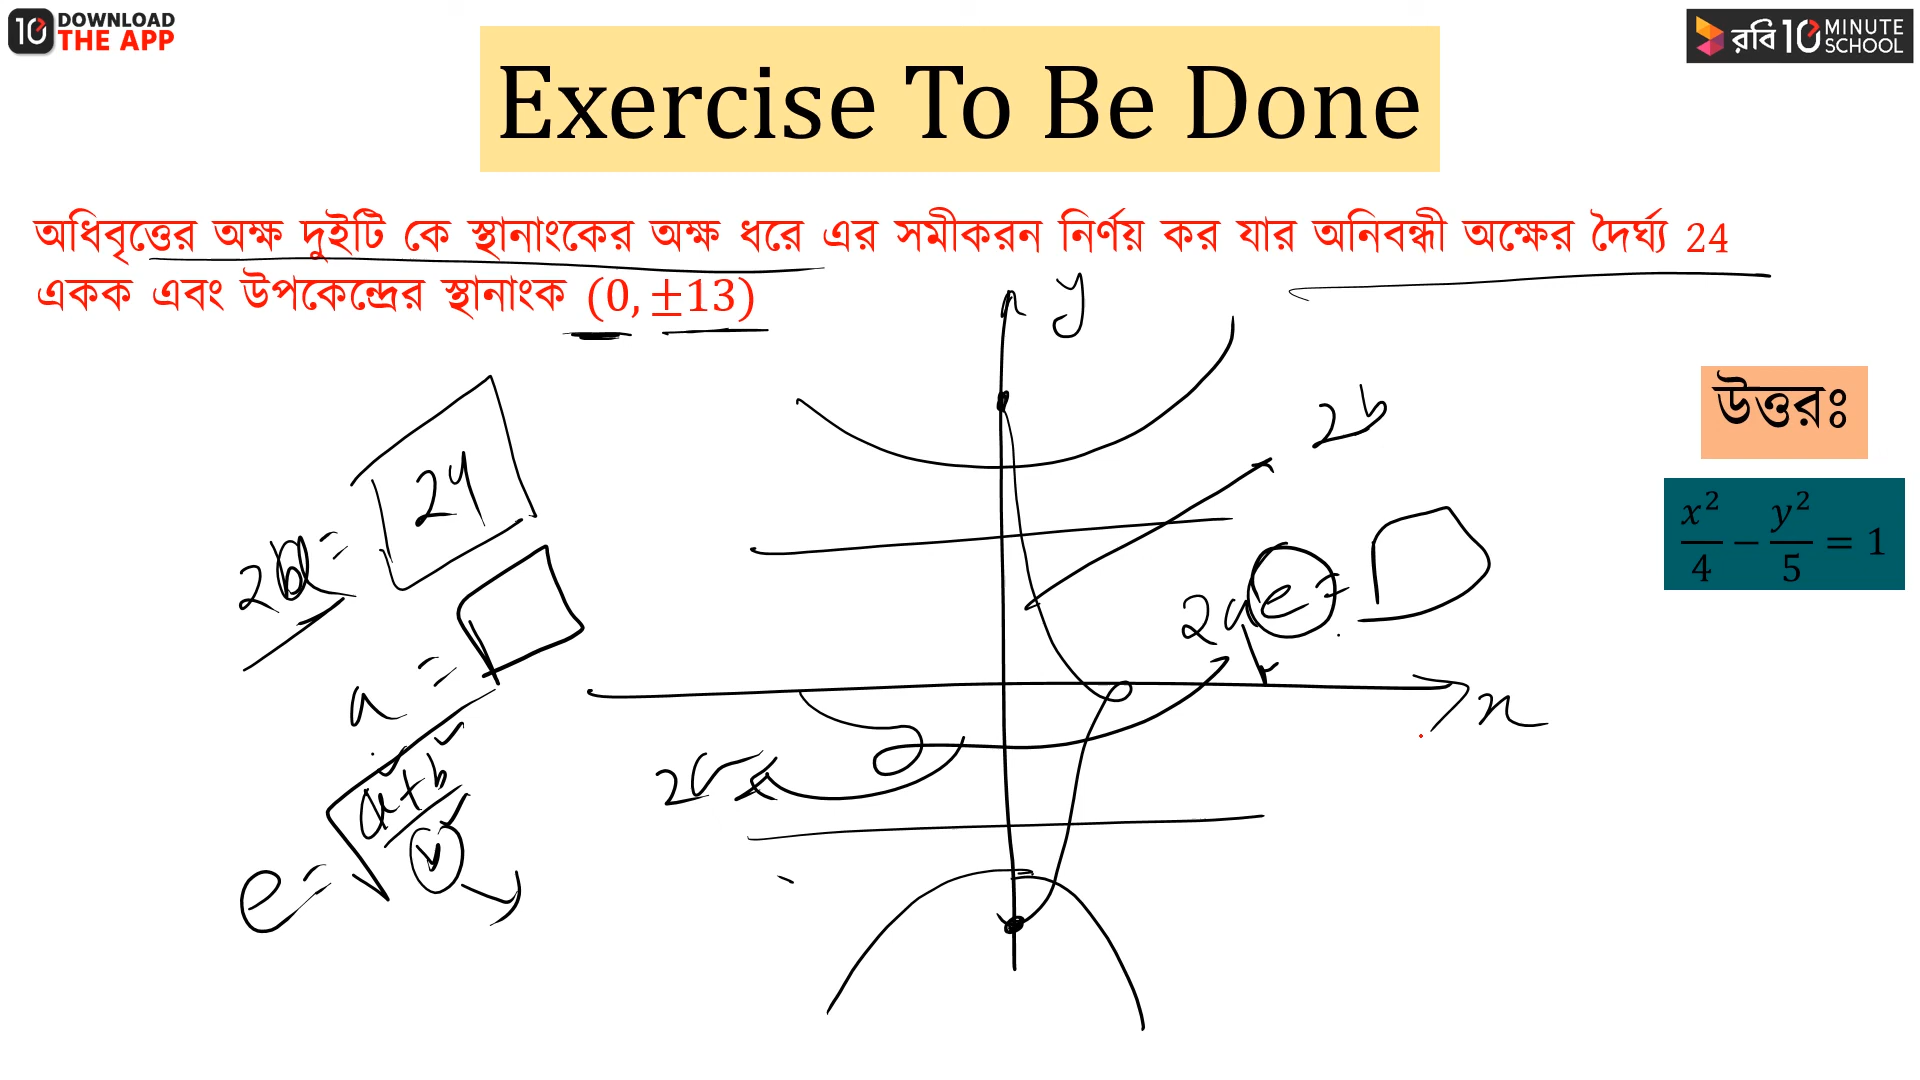 10 DOWNLOAD
THE APP
রবি 10 MINUTE
SCHOOL
Exercise To Be Done
অধিবৃত্তের অক্ষ দুইটি কে স্থানাংকের অক্ষ ধরে এর সমীকরন নির্ণয় কর যার অনিবন্ধী অক্ষের দৈর্ঘ্য 24
একক এবং উপকেন্দ্রের স্থানাংক (0, ±13)
y
2b
উত্তরঃ
24
x²/4 − y²/5 = 1
2ae =
a =
x
e = √